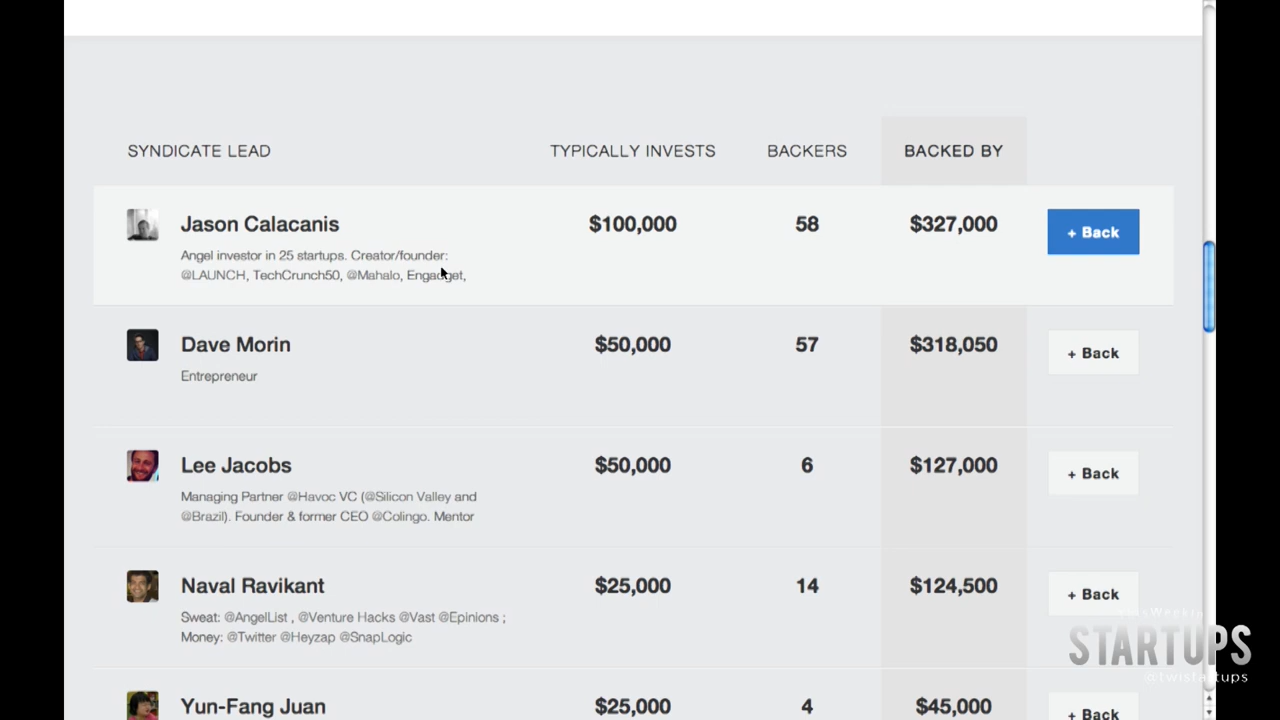 SYNDICATE LEAD TYPICALLY INVESTS BACKERS BACKED BY
Jason Calacanis $100,000 58 $327,000 + Back
Angel investor in 25 startups. Creator/founder:
@LAUNCH, TechCrunch50, @Mahalo, Engadget,
Dave Morin $50,000 57 $318,050 + Back
Entrepreneur
Lee Jacobs $50,000 6 $127,000 + Back
Managing Partner @Havoc VC (@Silicon Valley and
@Brazil). Founder & former CEO @Colingo. Mentor
Naval Ravikant $25,000 14 $124,500 + Back
Sweat: @AngelList , @Venture Hacks @Vast @Epinions ;
Money: @Twitter @Heyzap @SnapLogic
STARTUPS
@twistartups
Yun-Fang Juan $25,000 4 $45,000 + Back